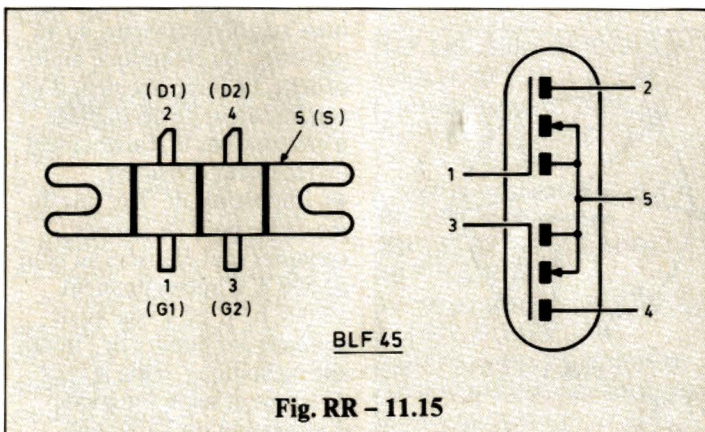 (D1) (D2)
2 4 5 (S)
1 3
(G1) (G2)
1
3
2
5
4
BLF 45
Fig. RR – 11.15